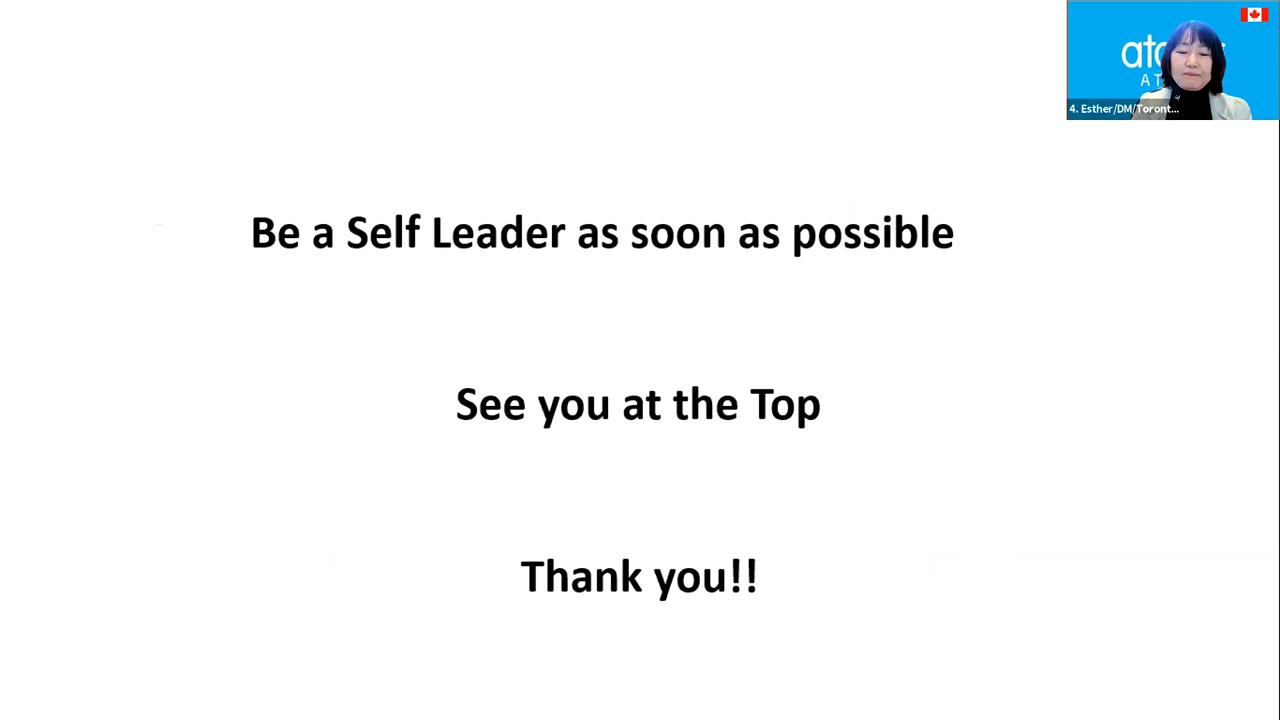 4. Esther/DM/Toront...
Be a Self Leader as soon as possible
See you at the Top
Thank you!!